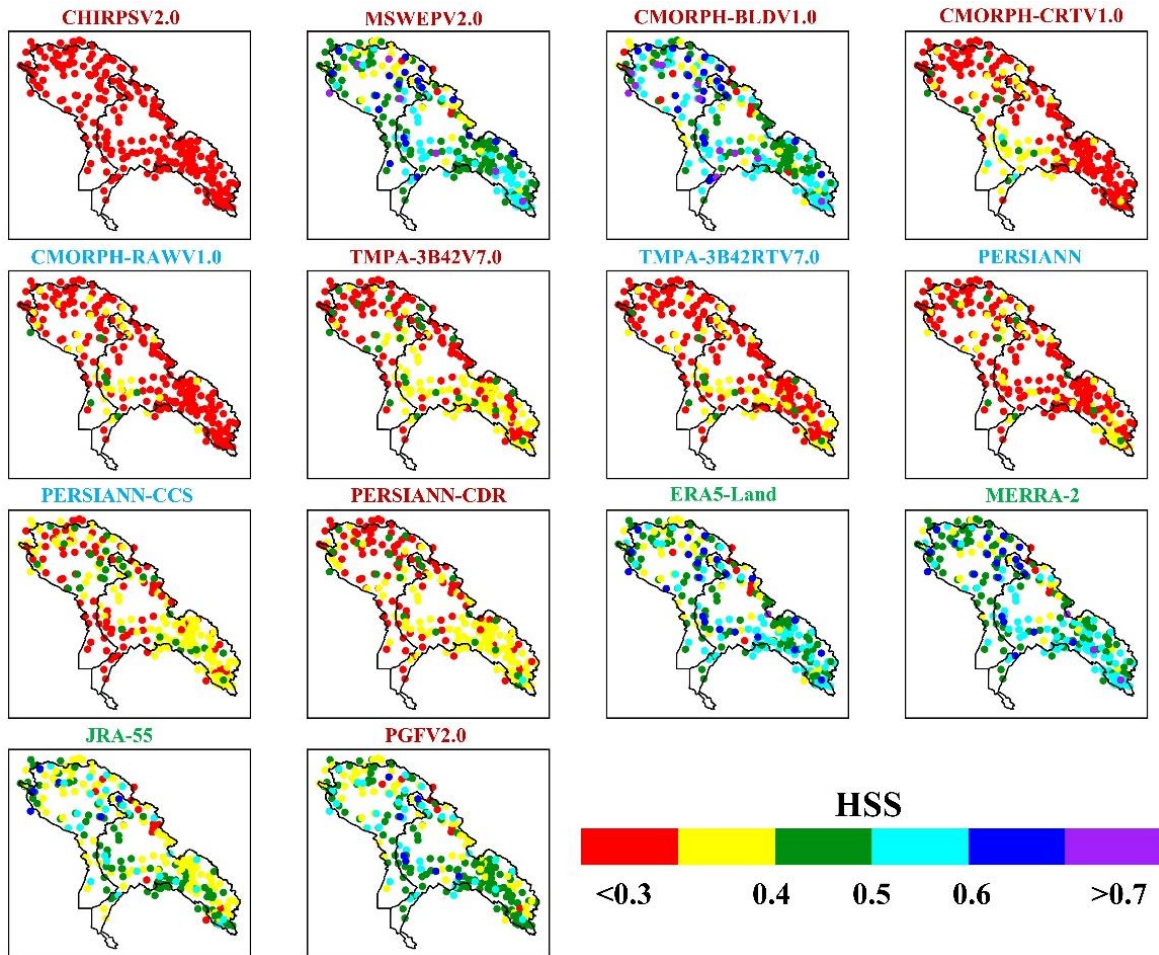 CHIRPSV2.0 MSWEPV2.0 CMORPH-BLDV1.0 CMORPH-CRTV1.0
CMORPH-RAWV1.0 TMPA-3B42V7.0 TMPA-3B42RTV7.0 PERSIANN
PERSIANN-CCS PERSIANN-CDR ERA5-Land MERRA-2
JRA-55 PGFV2.0
HSS
<0.3 0.4 0.5 0.6 >0.7